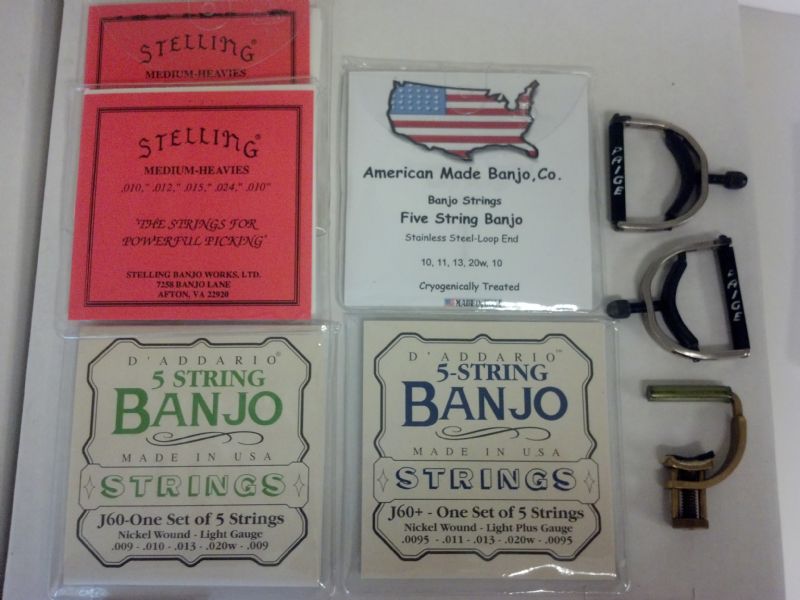 STELLING®
MEDIUM-HEAVIES
STELLING®
MEDIUM-HEAVIES
.010," .012," .015," .024," .010"
"THE STRINGS FOR
POWERFUL PICKING"
STELLING BANJO WORKS, LTD.
7258 BANJO LANE
AFTON, VA 22920
American Made Banjo,Co.
Banjo Strings
Five String Banjo
Stainless Steel-Loop End
10, 11, 13, 20w, 10
Cryogenically Treated
MADE IN U.S.A.
PAIGE
PAIGE
D'ADDARIO®
5 STRING
BANJO
MADE IN USA
STRINGS
J60-One Set of 5 Strings
Nickel Wound - Light Gauge
.009 - .010 - .013 - .020w - .009
D'ADDARIO™
5-STRING
BANJO
MADE IN USA
STRINGS
J60+ - One Set of 5 Strings
Nickel Wound - Light Plus Gauge
.0095 - .011 - .013 - .020w - .0095